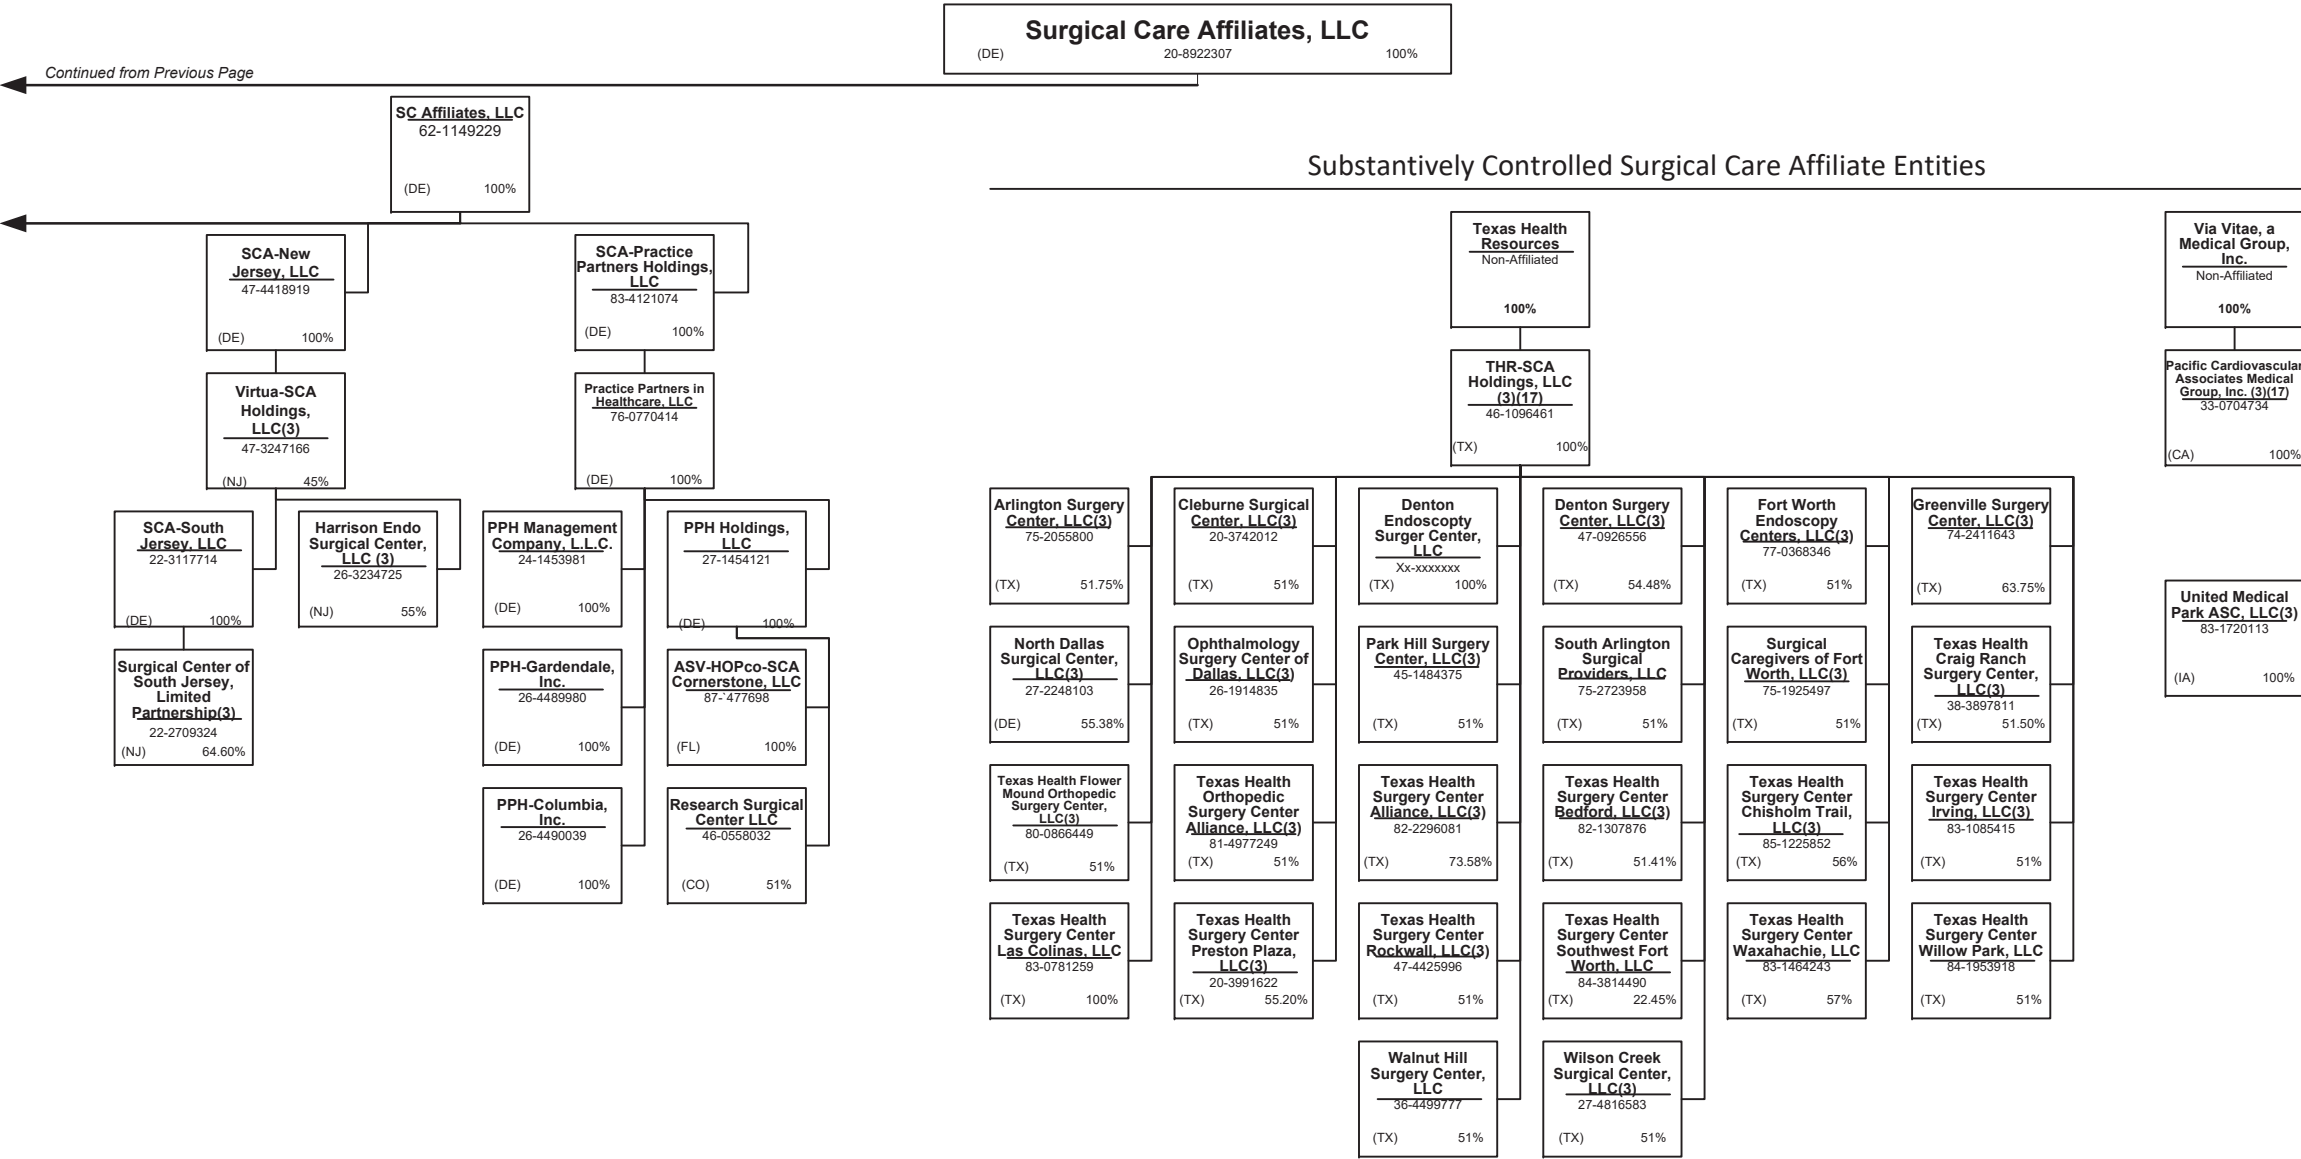 Surgical Care Affiliates, LLC
(DE) 20-8922307 100%
Continued from Previous Page
SC Affiliates, LLC
62-1149229
(DE) 100%
SCA-New
Jersey, LLC
47-4418919
(DE) 100%
SCA-Practice
Partners Holdings,
LLC
83-4121074
(DE) 100%
Virtua-SCA
Holdings,
LLC(3)
47-3247166
(NJ) 45%
Practice Partners in
Healthcare, LLC
76-0770414
(DE) 100%
SCA-South
Jersey, LLC
22-3117714
(DE) 100%
Harrison Endo
Surgical Center,
LLC (3)
26-3234725
(NJ) 55%
PPH Management
Company, L.L.C.
24-1453981
(DE) 100%
PPH Holdings,
LLC
27-1454121
(DE) 100%
Surgical Center of
South Jersey,
Limited
Partnership(3)
22-2709324
(NJ) 64.60%
PPH-Gardendale,
Inc.
26-4489980
(DE) 100%
ASV-HOPco-SCA
Cornerstone, LLC
87-`477698
(FL) 100%
PPH-Columbia,
Inc.
26-4490039
(DE) 100%
Research Surgical
Center LLC
46-0558032
(CO) 51%
Substantively Controlled Surgical Care Affiliate Entities
Texas Health
Resources
Non-Affiliated
100%
THR-SCA
Holdings, LLC
(3)(17)
46-1096461
(TX) 100%
Arlington Surgery
Center, LLC(3)
75-2055800
(TX) 51.75%
Cleburne Surgical
Center, LLC(3)
20-3742012
(TX) 51%
Denton
Endoscopty
Surger Center,
LLC
Xx-xxxxxxx
(TX) 100%
Denton Surgery
Center, LLC(3)
47-0926556
(TX) 54.48%
Fort Worth
Endoscopy
Centers, LLC(3)
77-0368346
(TX) 51%
Greenville Surgery
Center, LLC(3)
74-2411643
(TX) 63.75%
North Dallas
Surgical Center,
LLC(3)
27-2248103
(DE) 55.38%
Ophthalmology
Surgery Center of
Dallas, LLC(3)
26-1914835
(TX) 51%
Park Hill Surgery
Center, LLC(3)
45-1484375
(TX) 51%
South Arlington
Surgical
Providers, LLC
75-2723958
(TX) 51%
Surgical
Caregivers of Fort
Worth, LLC(3)
75-1925497
(TX) 51%
Texas Health
Craig Ranch
Surgery Center,
LLC(3)
38-3897811
(TX) 51.50%
Texas Health Flower
Mound Orthopedic
Surgery Center,
LLC(3)
80-0866449
(TX) 51%
Texas Health
Orthopedic
Surgery Center
Alliance, LLC(3)
81-4977249
(TX) 51%
Texas Health
Surgery Center
Alliance, LLC(3)
82-2296081
(TX) 73.58%
Texas Health
Surgery Center
Bedford, LLC(3)
82-1307876
(TX) 51.41%
Texas Health
Surgery Center
Chisholm Trail,
LLC(3)
85-1225852
(TX) 56%
Texas Health
Surgery Center
Irving, LLC(3)
83-1085415
(TX) 51%
Texas Health
Surgery Center
Las Colinas, LLC
83-0781259
(TX) 100%
Texas Health
Surgery Center
Preston Plaza,
LLC(3)
20-3991622
(TX) 55.20%
Texas Health
Surgery Center
Rockwall, LLC(3)
47-4425996
(TX) 51%
Texas Health
Surgery Center
Southwest Fort
Worth, LLC
84-3814490
(TX) 22.45%
Texas Health
Surgery Center
Waxahachie, LLC
83-1464243
(TX) 57%
Texas Health
Surgery Center
Willow Park, LLC
84-1953918
(TX) 51%
Walnut Hill
Surgery Center,
LLC
36-4499777
(TX) 51%
Wilson Creek
Surgical Center,
LLC(3)
27-4816583
(TX) 51%
Via Vitae, a
Medical Group,
Inc.
Non-Affiliated
100%
Pacific Cardiovascular
Associates Medical
Group, Inc. (3)(17)
33-0704734
(CA) 100%
United Medical
Park ASC, LLC(3)
83-1720113
(IA) 100%